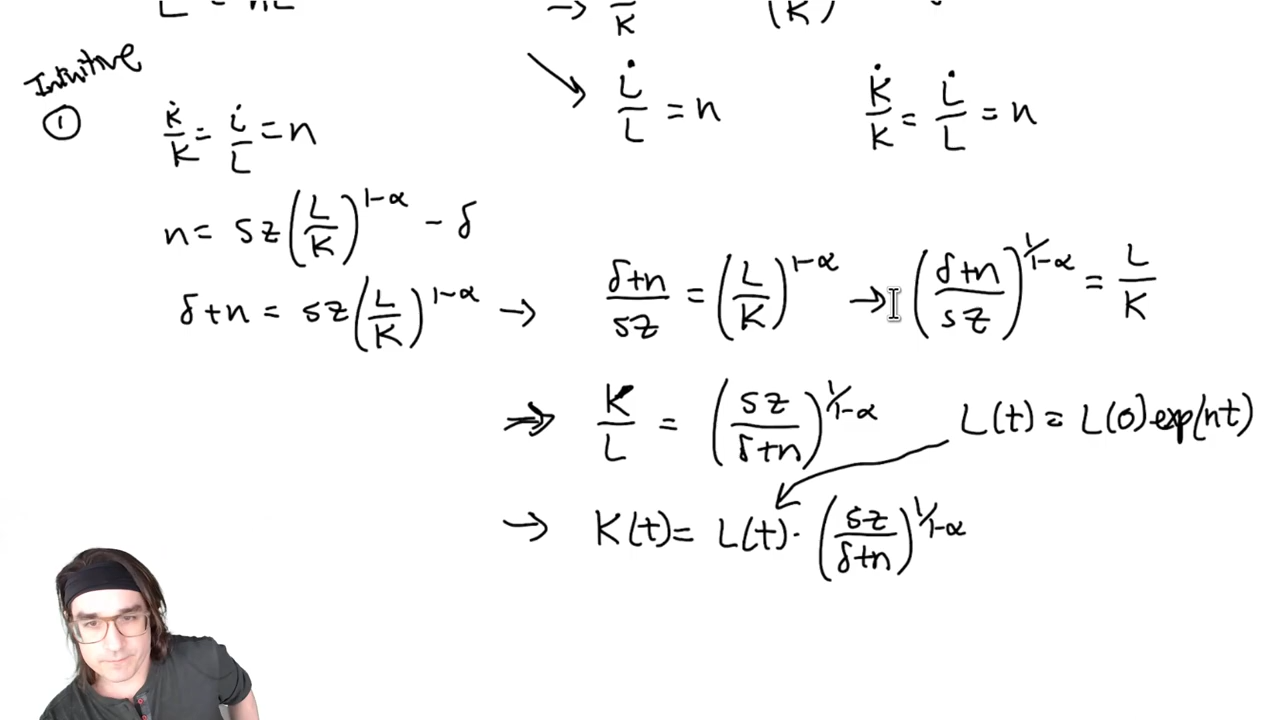 L̇ = nL
→ K (K)
L̇/L = n
K̇/K = L̇/L = n
Intuitive
① K̇/K = L̇/L = n
n = sz(L/K)^1-α - δ
δ+n = sz(L/K)^1-α → δ+n/sz = (L/K)^1-α → (δ+n/sz)^1/1-α = L/K
→ K/L = (sz/δ+n)^1/1-α
L(t) = L(0)exp(nt)
→ K(t) = L(t)·(sz/δ+n)^1/1-α